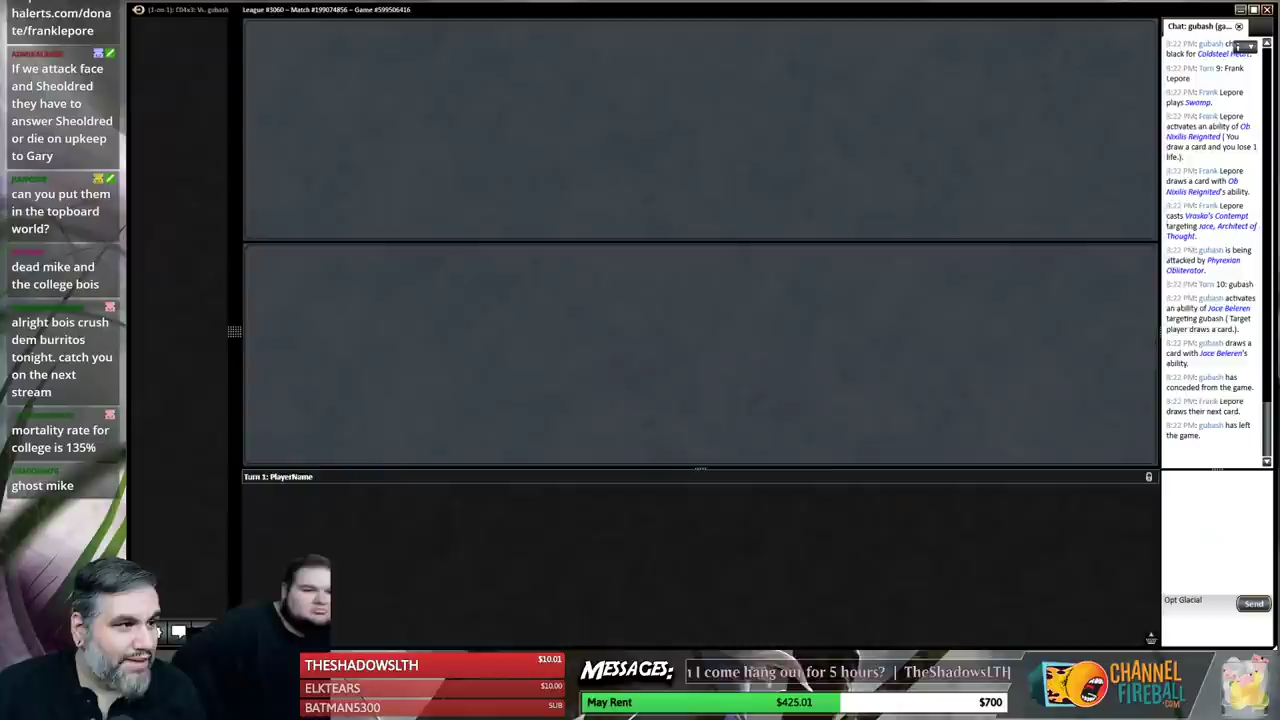 halerts.com/dona
te/franklepore
If we attack face
and Sheoldred
they have to
answer Sheoldred
or die on upkeep
to Gary
can you put them
in the topboard
world?
dead mike and
the college bois
alright bois crush
dem burritos
tonight. catch you
on the next
stream
mortality rate for
college is 135%
ghost mike
League #3060 – Match #199074856 – Game #599506416
Turn 1: PlayerName
Chat: gubash (ga...
8:22 PM: gubash
black for Coldsteel Heart.
8:22 PM: Turn 9: Frank
Lepore
8:22 PM: Frank Lepore
plays Swamp.
8:22 PM: Frank Lepore
activates an ability of Ob
Nixilis Reignited ( You
draw a card and you lose 1
life.).
8:22 PM: Frank Lepore
draws a card with Ob
Nixilis Reignited's ability.
8:22 PM: Frank Lepore
casts Vraska's Contempt
targeting Jace, Architect of
Thought.
8:22 PM: gubash is being
attacked by Phyrexian
Obliterator.
8:22 PM: Turn 10: gubash
8:22 PM: gubash activates
an ability of Jace Beleren
targeting gubash ( Target
player draws a card.).
8:22 PM: gubash draws a
card with Jace Beleren's
ability.
8:22 PM: gubash has
conceded from the game.
8:22 PM: Frank Lepore
draws their next card.
8:22 PM: gubash has left
the game.
Opt Glacial
Send
THESHADOWSLTH $10.01
ELKTEARS $10.00
BATMAN5300 SUB
MESSAGES: I come hang out for 5 hours? | TheShadowsLTH
May Rent $425.01 $700
CHANNEL
FIREBALL
.COM